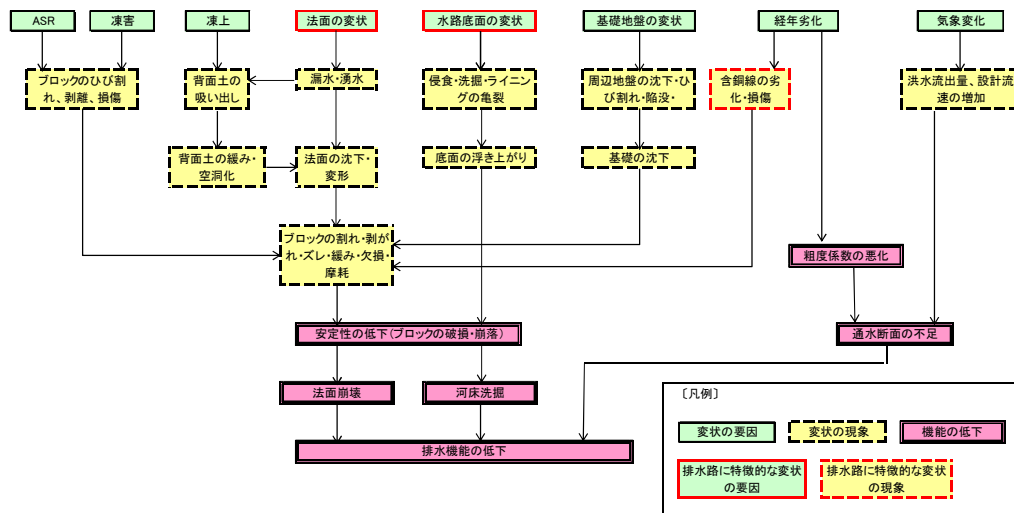 ASR
凍害
凍上
法面の変状
水路底面の変状
基礎地盤の変状
経年劣化
気象変化
ブロックのひび割
れ、剥離、損傷
背面土の
吸い出し
漏水・湧水
侵食・洗掘・ライニン
グの亀裂
周辺地盤の沈下・ひ
び割れ・陥没・
含銅線の劣
化・損傷
洪水流出量、設計流
速の増加
背面土の緩み・
空洞化
法面の沈下・
変形
底面の浮き上がり
基礎の沈下
ブロックの割れ・剥が
れ・ズレ・緩み・欠損・
摩耗
粗度係数の悪化
安定性の低下(ブロックの破損・崩落)
通水断面の不足
法面崩壊
河床洗掘
排水機能の低下
〔凡例〕
変状の要因
変状の現象
機能の低下
排水路に特徴的な変状
の要因
排水路に特徴的な変状
の現象